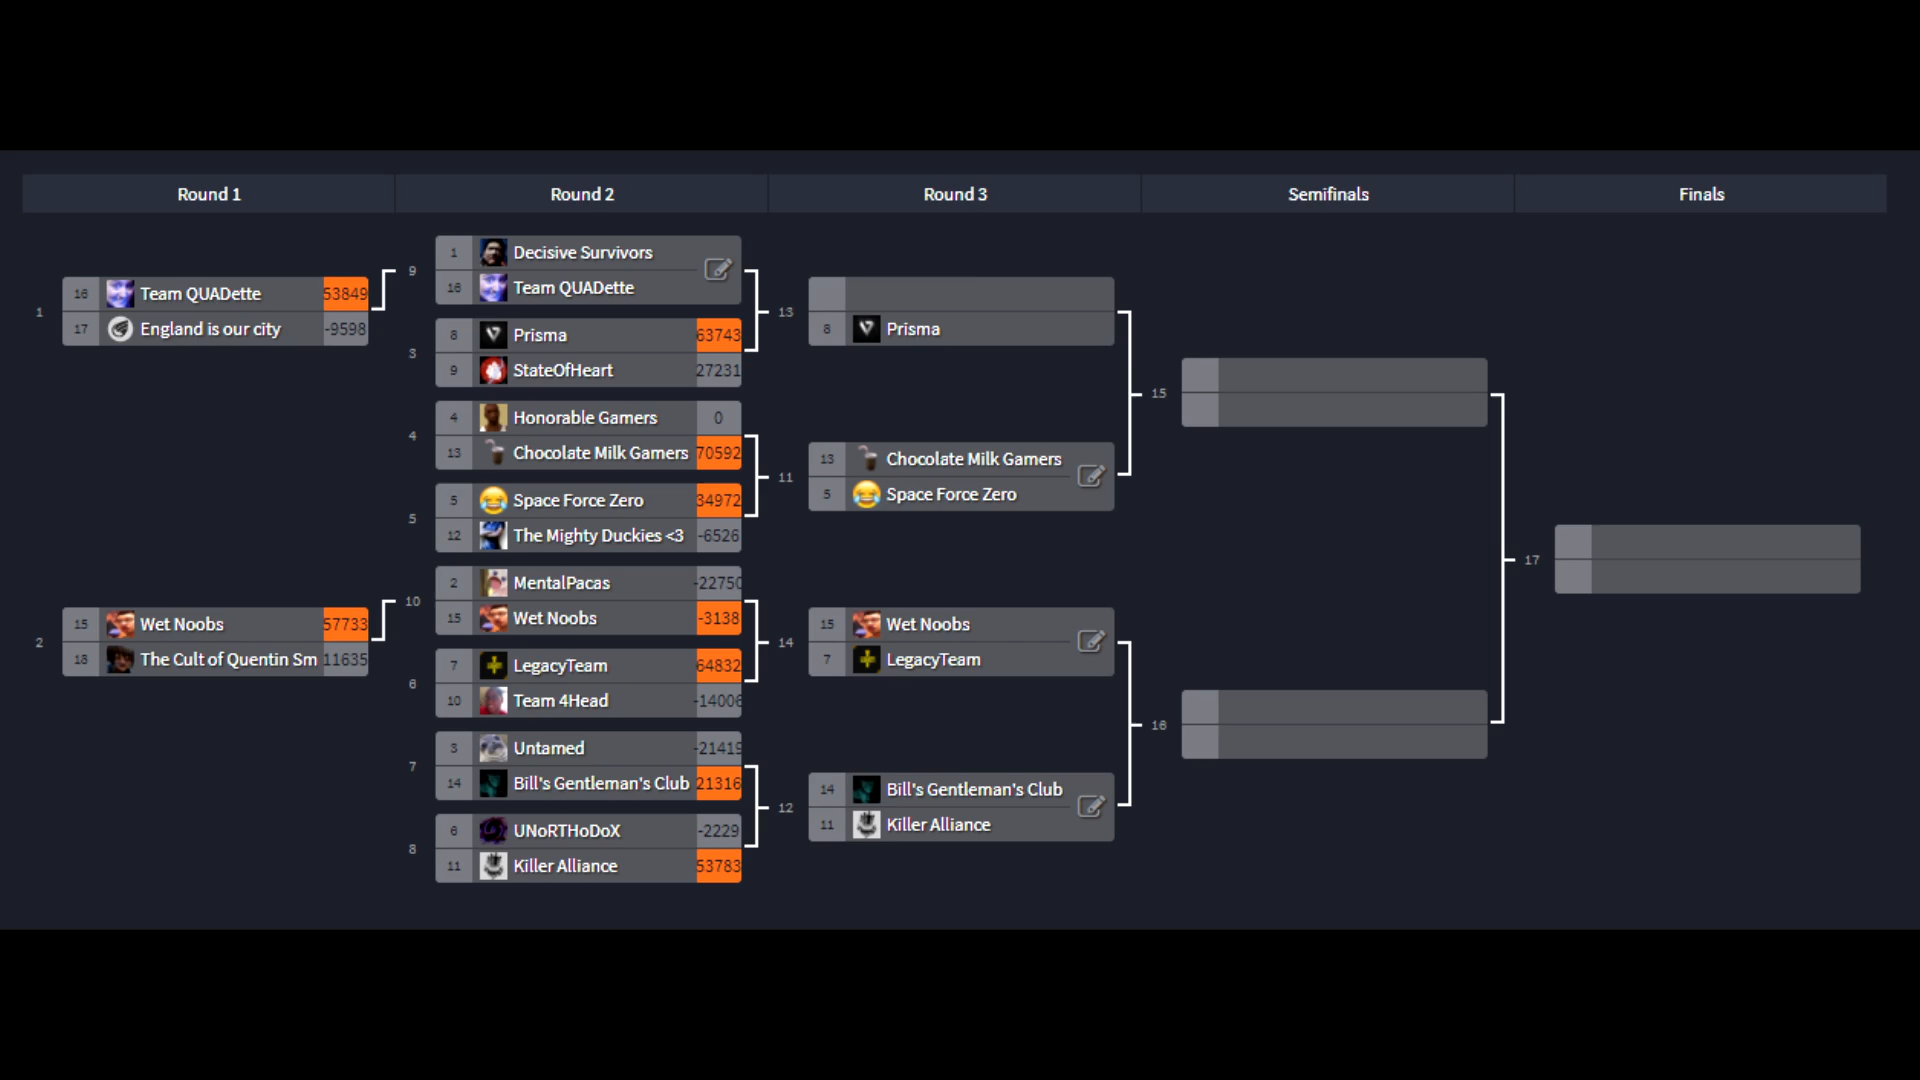 Round 1 Round 2 Round 3 Semifinals Finals
1
16 Team QUADette 53849
17 England is our city -9598
2
15 Wet Noobs 57733
18 The Cult of Quentin Sm 11635
9
1 Decisive Survivors
16 Team QUADette
3
8 Prisma 63743
9 StateOfHeart 27231
4
4 Honorable Gamers 0
13 Chocolate Milk Gamers 70592
5
5 Space Force Zero 34972
12 The Mighty Duckies <3 -6526
10
2 MentalPacas -22750
15 Wet Noobs -3138
6
7 LegacyTeam 64832
10 Team 4Head -14006
7
3 Untamed -21419
14 Bill's Gentleman's Club 21316
8
6 UNoRTHoDoX -2229
11 Killer Alliance 53783
13
8 Prisma
11
13 Chocolate Milk Gamers
5 Space Force Zero
14
15 Wet Noobs
7 LegacyTeam
12
14 Bill's Gentleman's Club
11 Killer Alliance
15
16
17